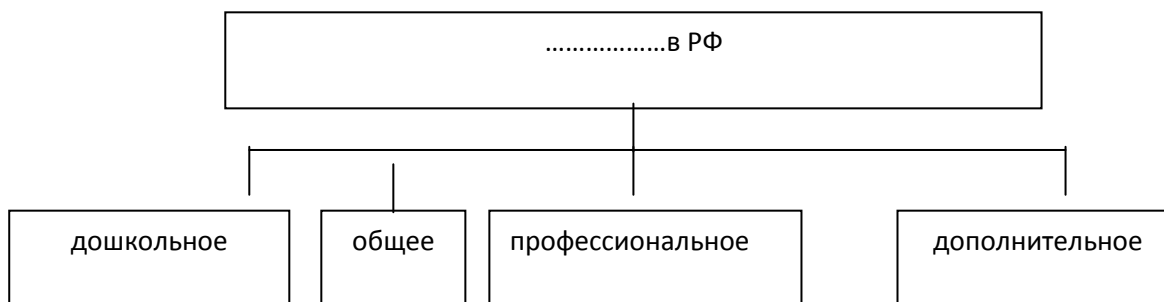 ………………в РФ
дошкольное
общее
профессиональное
дополнительное